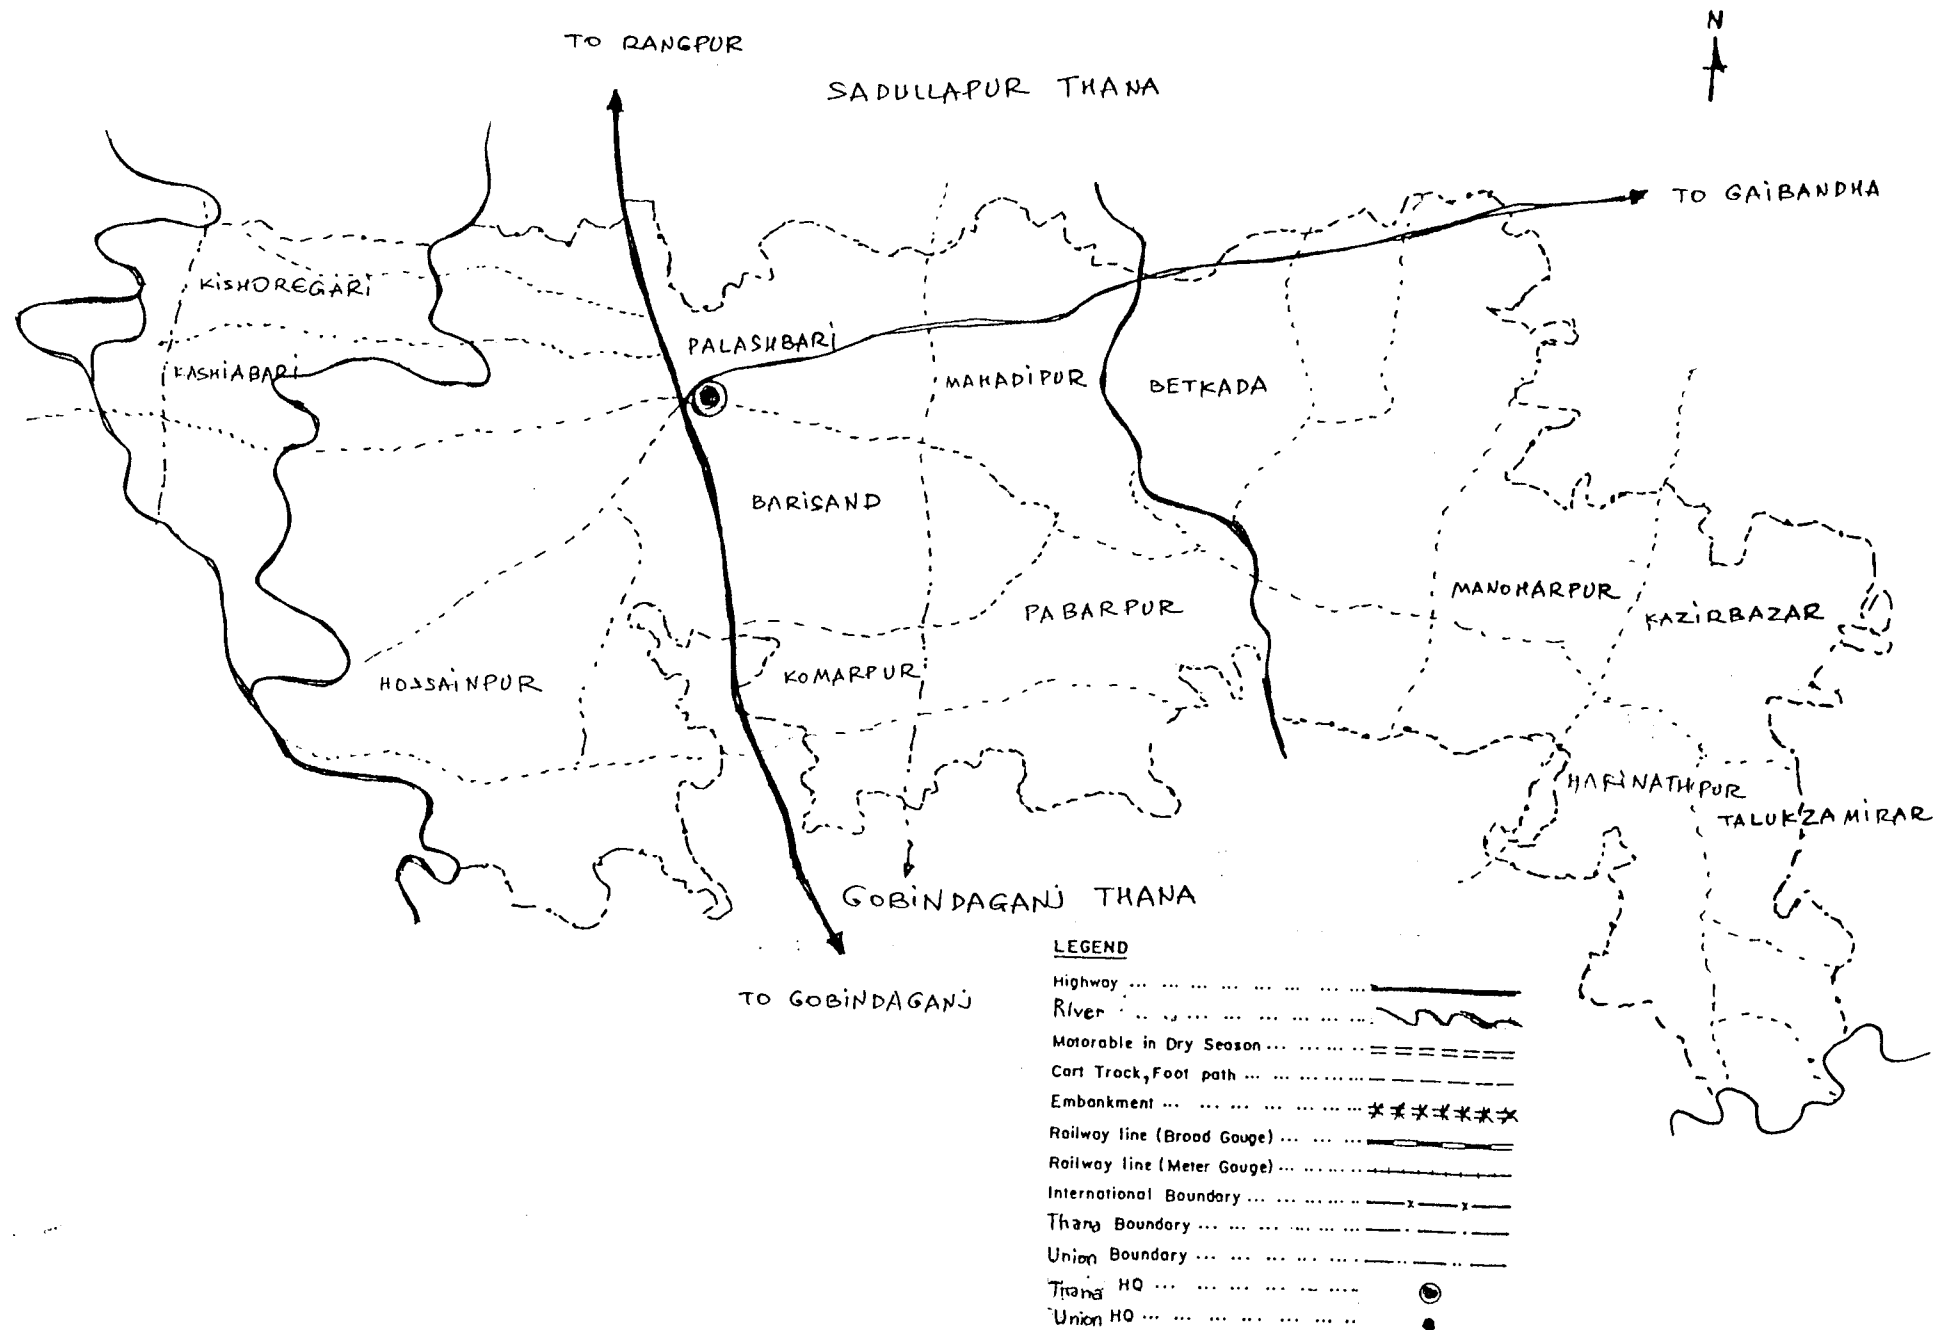 N
TO RANGPUR
SADULLAPUR THANA
TO GAIBANDHA
KISHOREGARI
PALASHBARI
KASHIABARI
MAHADIPUR
BETKADA
BARISAND
MANOHARPUR
PABARPUR
KAZIRBAZAR
KOMARPUR
HOSSAINPUR
HARINATHPUR
TALUKZAMIRAR
GOBINDAGANJ THANA
TO GOBINDAGANJ
LEGEND
Highway
River
Motorable in Dry Season
Cart Track, Foot path
Embankment
Railway line (Broad Gouge)
Railway line (Meter Gouge)
International Boundary
Thana Boundary
Union Boundary
Thana HQ
Union HQ